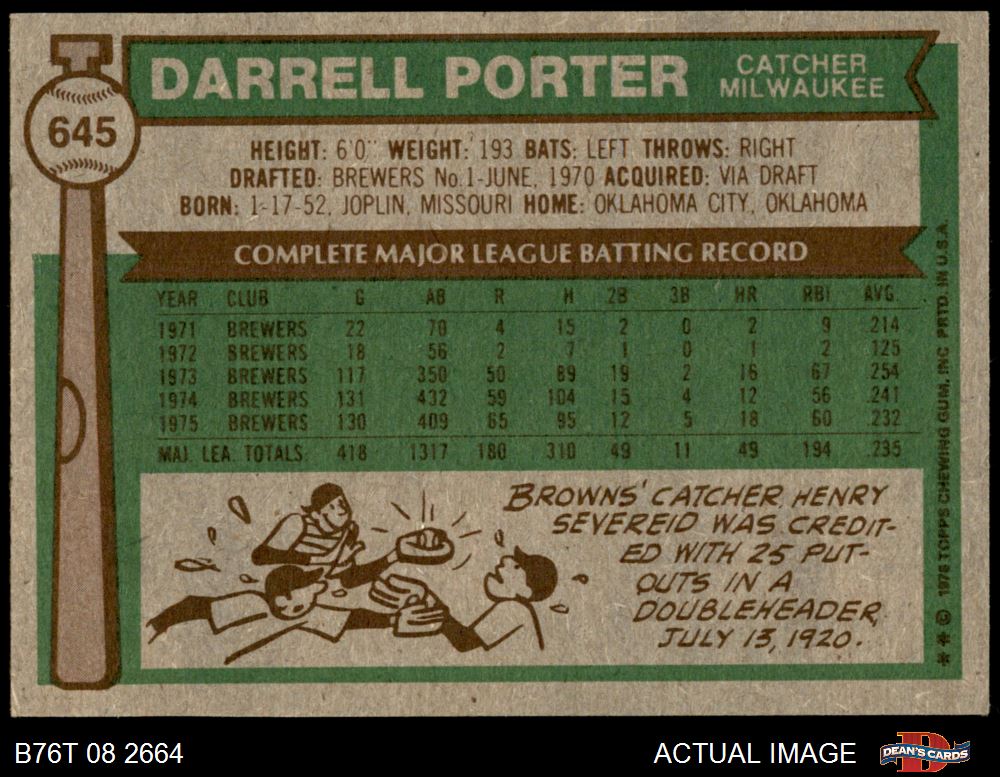 645
DARRELL PORTER
CATCHER
MILWAUKEE
HEIGHT: 6'0" WEIGHT: 193 BATS: LEFT THROWS: RIGHT
DRAFTED: BREWERS No.1-JUNE, 1970 ACQUIRED: VIA DRAFT
BORN: 1-17-52, JOPLIN, MISSOURI HOME: OKLAHOMA CITY, OKLAHOMA
COMPLETE MAJOR LEAGUE BATTING RECORD
YEAR CLUB G AB R H 2B 3B HR RBI AVG.
1971 BREWERS 22 70 4 15 2 0 2 9 .214
1972 BREWERS 18 56 2 7 1 0 1 2 .125
1973 BREWERS 117 350 50 89 19 2 16 67 .254
1974 BREWERS 131 432 59 104 15 4 12 56 .241
1975 BREWERS 130 409 65 95 12 5 18 60 .232
MAJ. LEA. TOTALS 418 1317 180 310 49 11 49 194 .235
BROWNS' CATCHER, HENRY
SEVEREID WAS CREDIT-
ED WITH 25 PUT-
OUTS IN A
DOUBLEHEADER,
JULY 13, 1920.
* * © 1976 TOPPS CHEWING GUM, INC. PRTD. IN U.S.A.
B76T 08 2664
ACTUAL IMAGE
DEAN'S CARDS